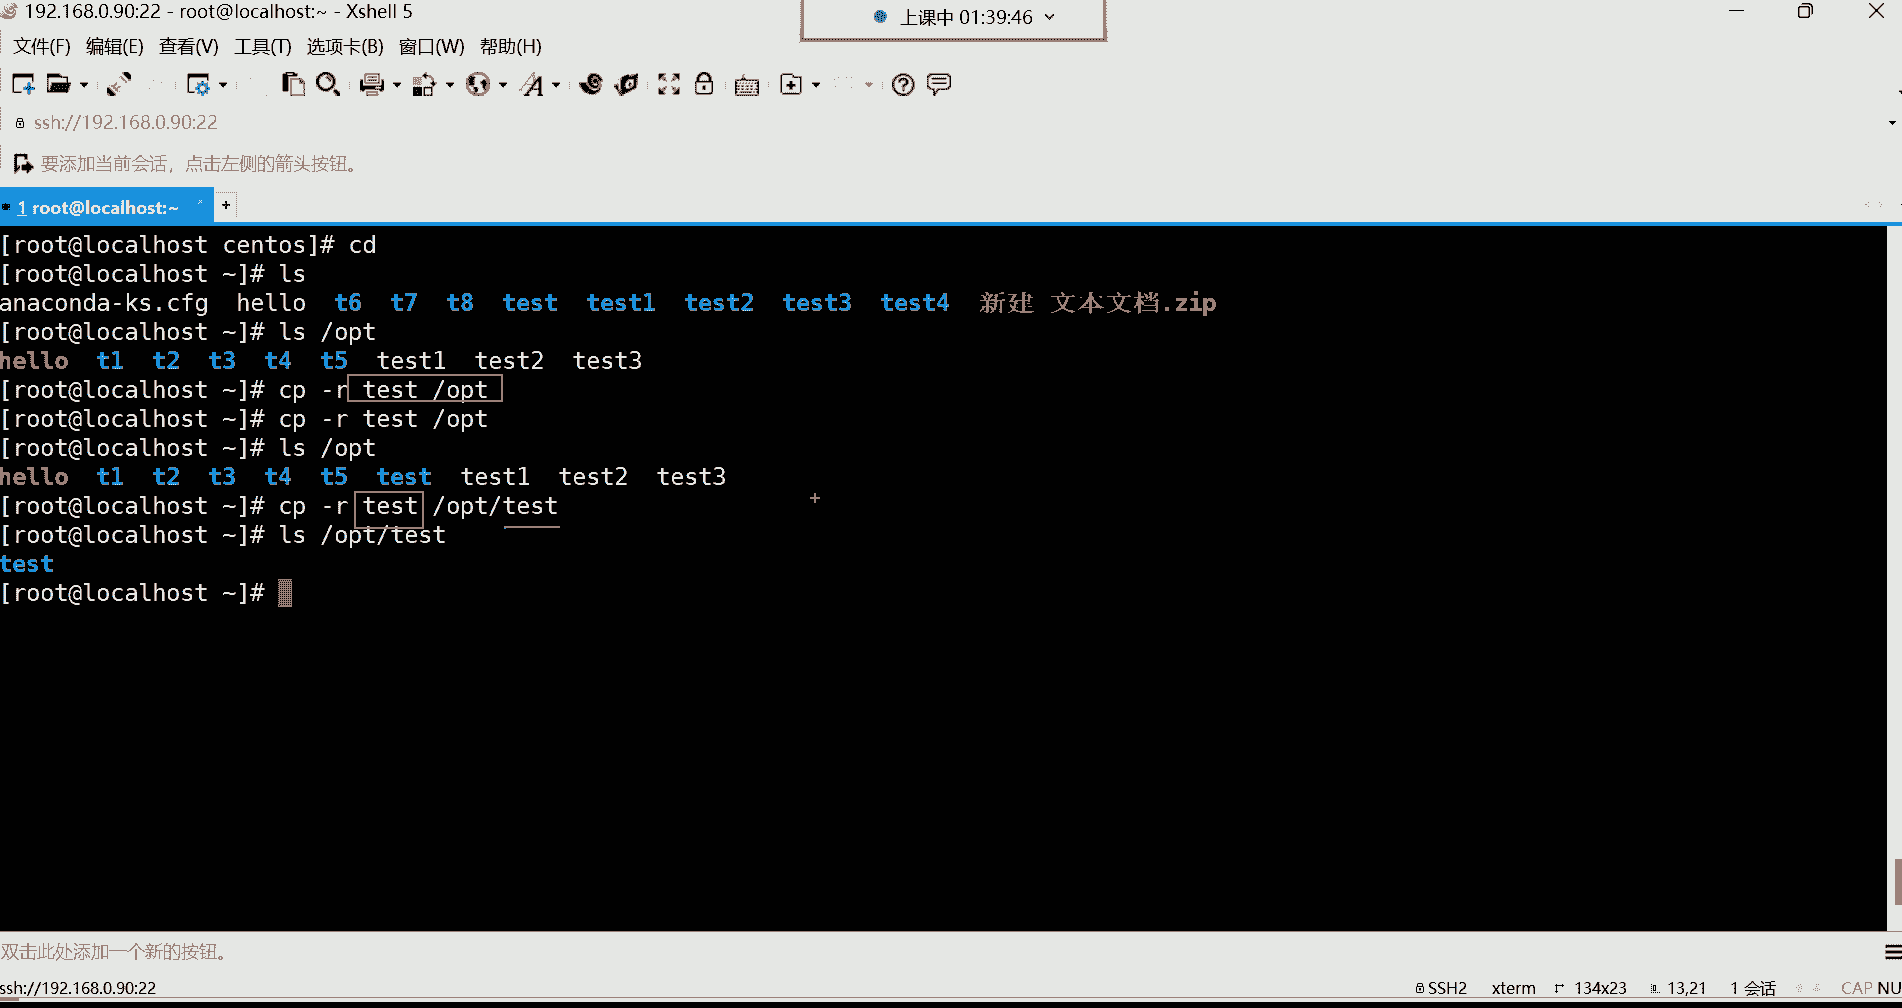 192.168.0.90:22 - root@localhost:~ - Xshell 5
上课中 01:39:46
文件(F) 编辑(E) 查看(V) 工具(T) 选项卡(B) 窗口(W) 帮助(H)
ssh://192.168.0.90:22
要添加当前会话，点击左侧的箭头按钮。
1 root@localhost:~ +
[root@localhost centos]# cd
[root@localhost ~]# ls
anaconda-ks.cfg hello t6 t7 t8 test test1 test2 test3 test4 新建 文本文档.zip
[root@localhost ~]# ls /opt
hello t1 t2 t3 t4 t5 test1 test2 test3
[root@localhost ~]# cp -r test /opt
[root@localhost ~]# cp -r test /opt
[root@localhost ~]# ls /opt
hello t1 t2 t3 t4 t5 test test1 test2 test3
[root@localhost ~]# cp -r test /opt/test
[root@localhost ~]# ls /opt/test
test
[root@localhost ~]#
双击此处添加一个新的按钮。
ssh://192.168.0.90:22 SSH2 xterm 134x23 13,21 1 会话 CAP NU